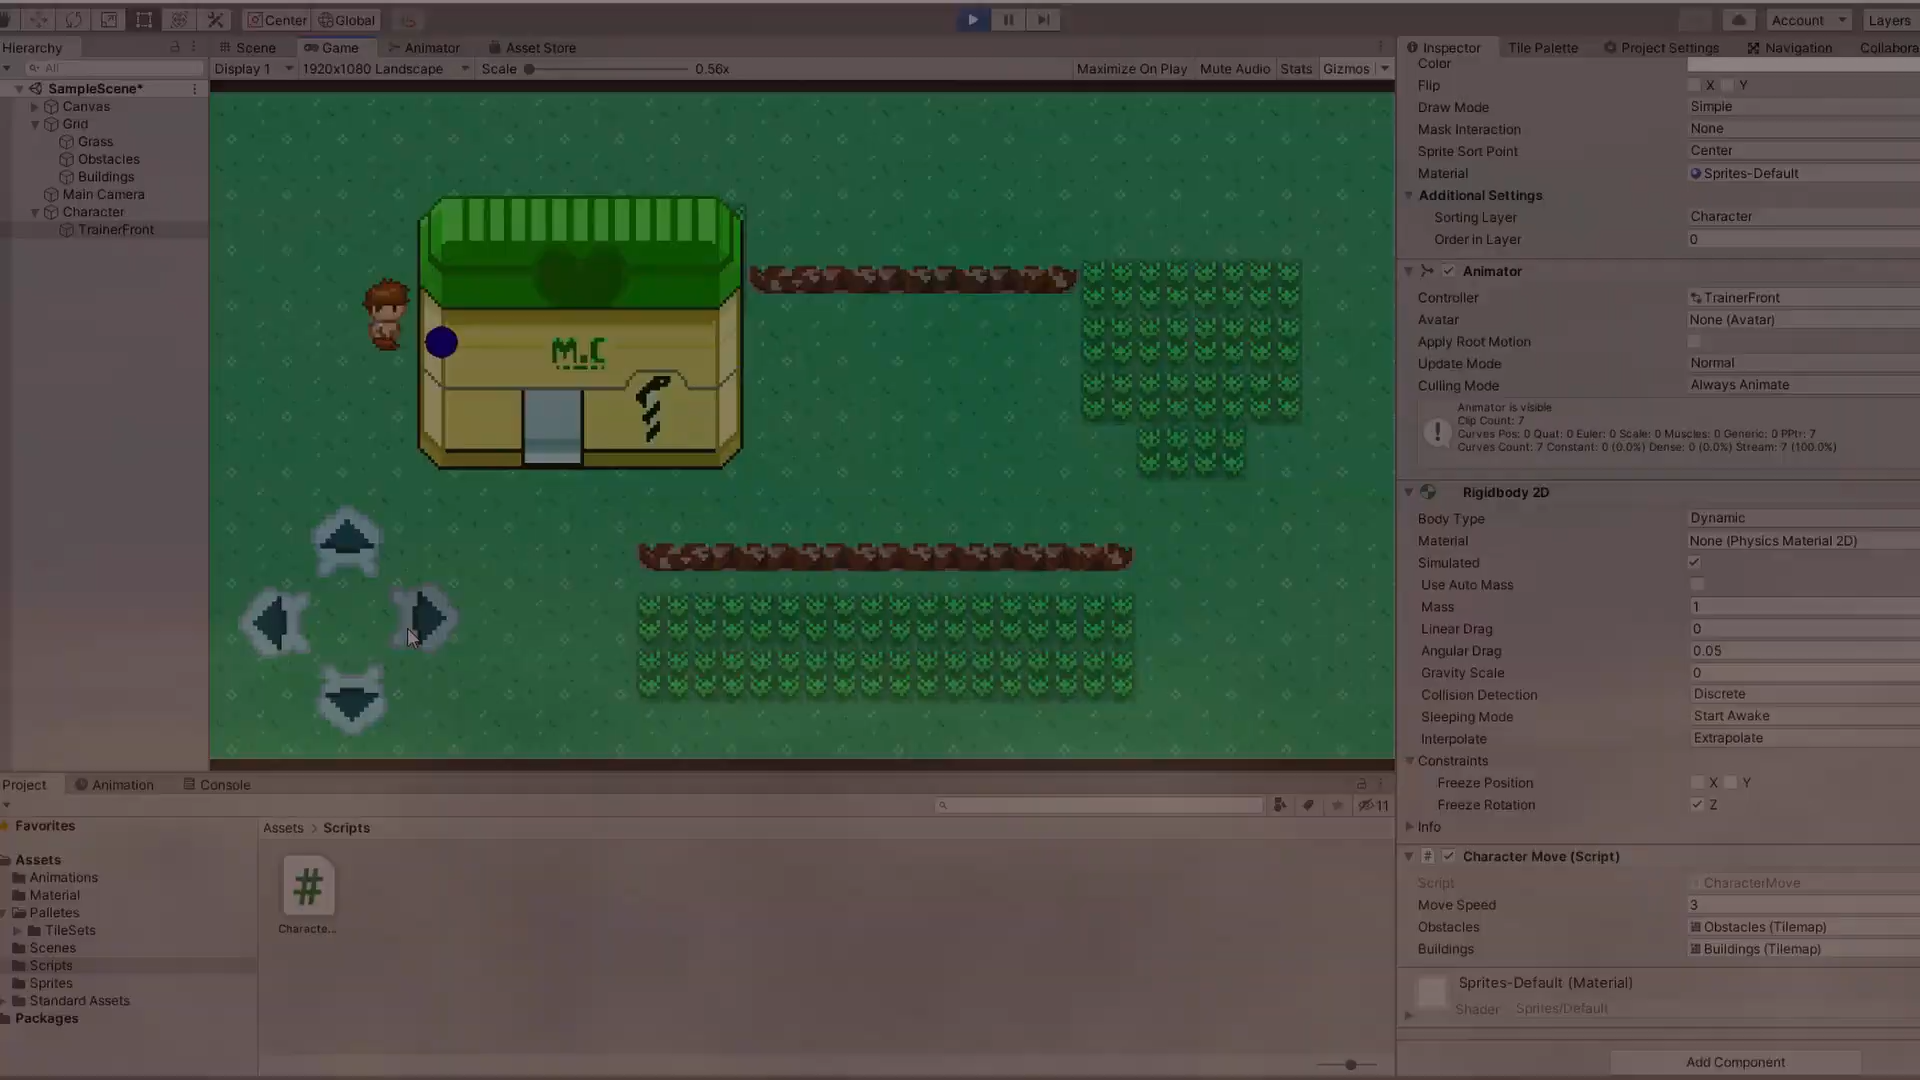 Center Global
Account Layers
Hierarchy
Scene Game Animator Asset Store
Inspector Tile Palette Project Settings Navigation Collabora
All
Display 1 1920x1080 Landscape Scale 0.56x Maximize On Play Mute Audio Stats Gizmos
SampleScene*
Canvas
Grid
Grass
Obstacles
Buildings
Main Camera
Character
TrainerFront
M.C
Color
Flip X Y
Draw Mode Simple
Mask Interaction None
Sprite Sort Point Center
Material Sprites-Default
Additional Settings
Sorting Layer Character
Order in Layer 0
Animator
Controller TrainerFront
Avatar None (Avatar)
Apply Root Motion
Update Mode Normal
Culling Mode Always Animate
Animator is visible
Clip Count: 7
Curves Pos: 0 Quat: 0 Euler: 0 Scale: 0 Muscles: 0 Generic: 0 PPtr: 7
Curves Count: 7 Constant: 0 (0.0%) Dense: 0 (0.0%) Stream: 7 (100.0%)
Rigidbody 2D
Body Type Dynamic
Material None (Physics Material 2D)
Simulated
Use Auto Mass
Mass 1
Linear Drag 0
Angular Drag 0.05
Gravity Scale 0
Collision Detection Discrete
Sleeping Mode Start Awake
Interpolate Extrapolate
Constraints
Freeze Position X Y
Freeze Rotation Z
Info
Character Move (Script)
Script CharacterMove
Move Speed 3
Obstacles Obstacles (Tilemap)
Buildings Buildings (Tilemap)
Sprites-Default (Material)
Shader Sprites/Default
Add Component
Project Animation Console
11
Favorites
Assets
Animations
Material
Palletes
TileSets
Scenes
Scripts
Sprites
Standard Assets
Packages
Assets > Scripts
#
Characte...